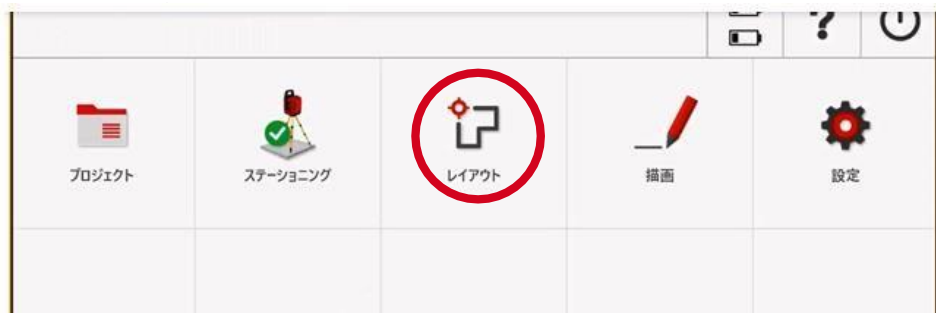 ?
プロジェクト
ステーショニング
レイアウト
描画
設定